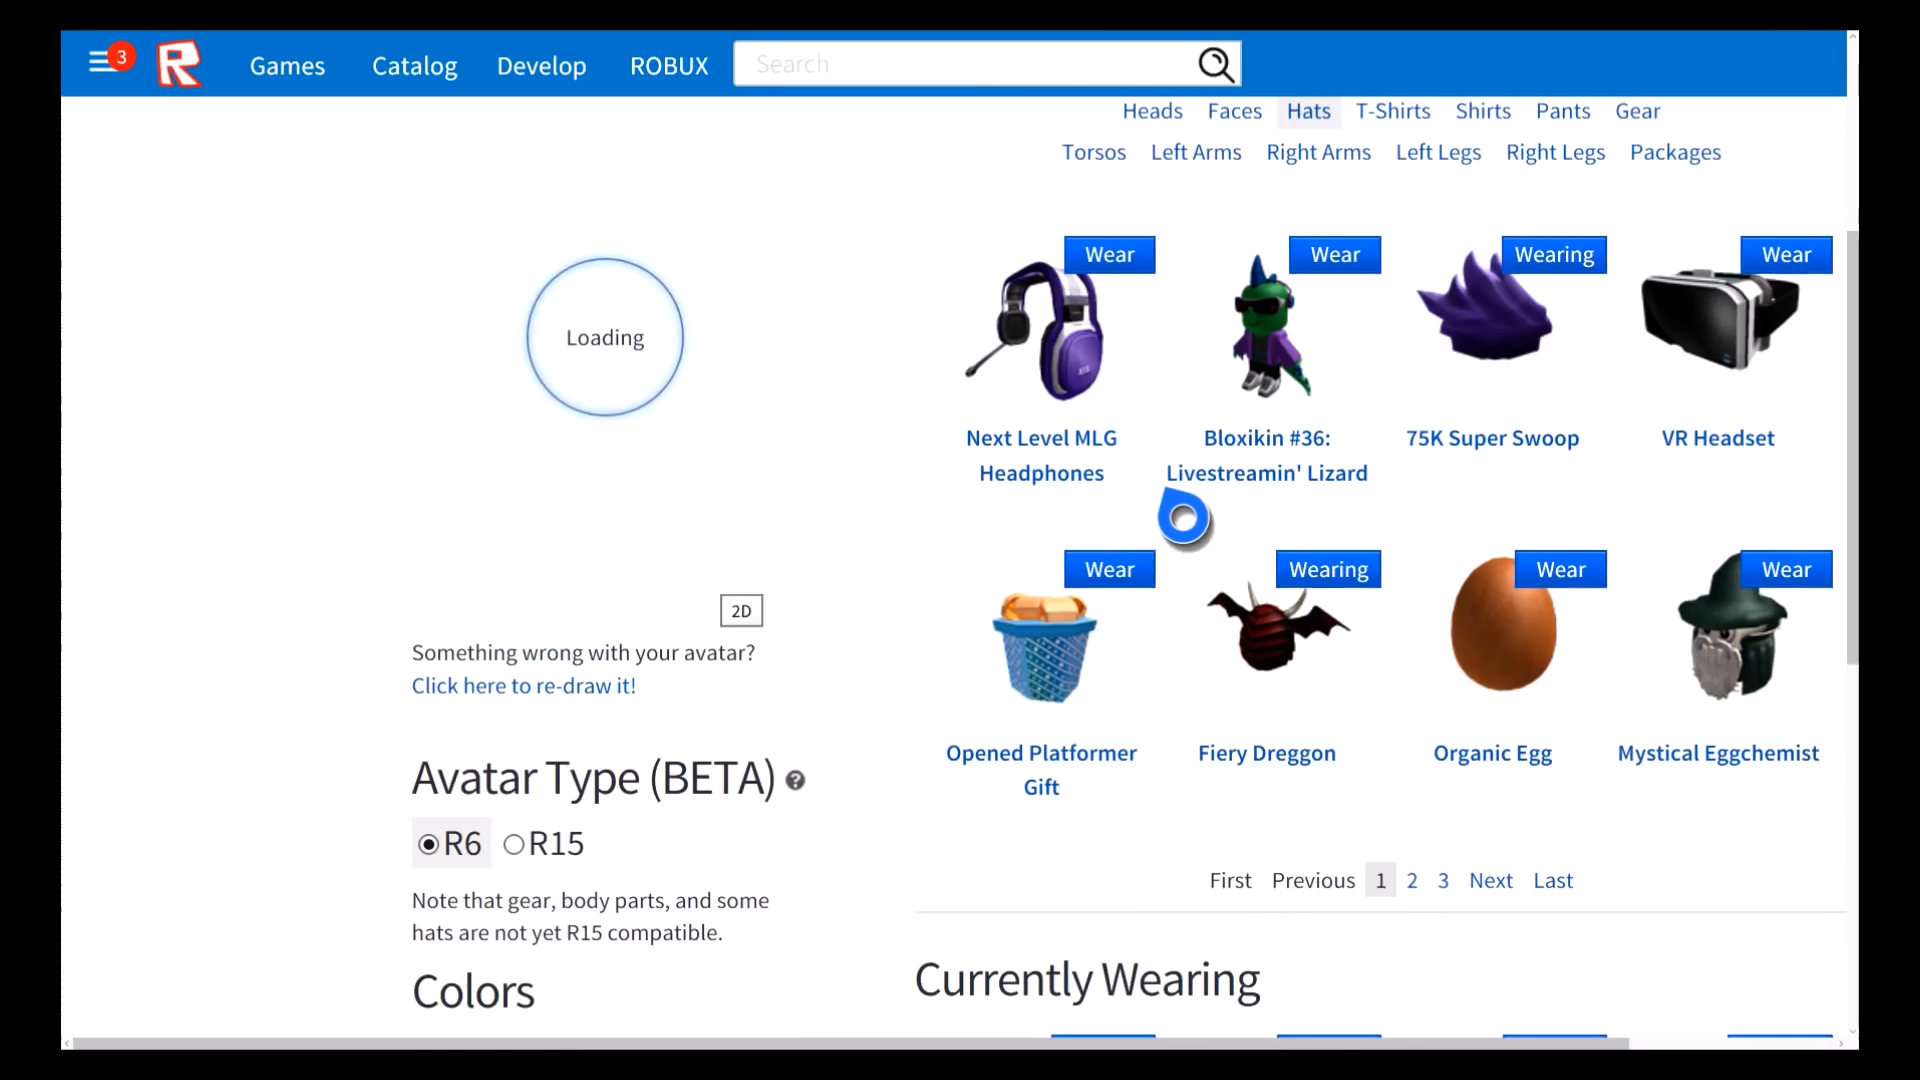 3
Games Catalog Develop ROBUX Search
Heads Faces Hats T-Shirts Shirts Pants Gear
Torsos Left Arms Right Arms Left Legs Right Legs Packages
Wear Wear Wearing Wear
Loading
Next Level MLG
Headphones
Bloxikin #36:
Livestreamin' Lizard
75K Super Swoop
VR Headset
Wear Wearing Wear Wear
2D
Something wrong with your avatar?
Click here to re-draw it!
Opened Platformer
Gift
Fiery Dreggon
Organic Egg
Mystical Eggchemist
Avatar Type (BETA) ?
R6 R15
Note that gear, body parts, and some
hats are not yet R15 compatible.
First Previous 1 2 3 Next Last
Colors
Currently Wearing